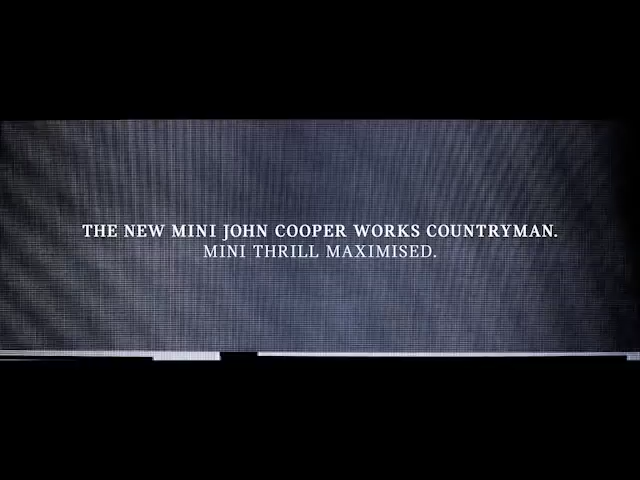 THE NEW MINI JOHN COOPER WORKS COUNTRYMAN.
MINI THRILL MAXIMISED.